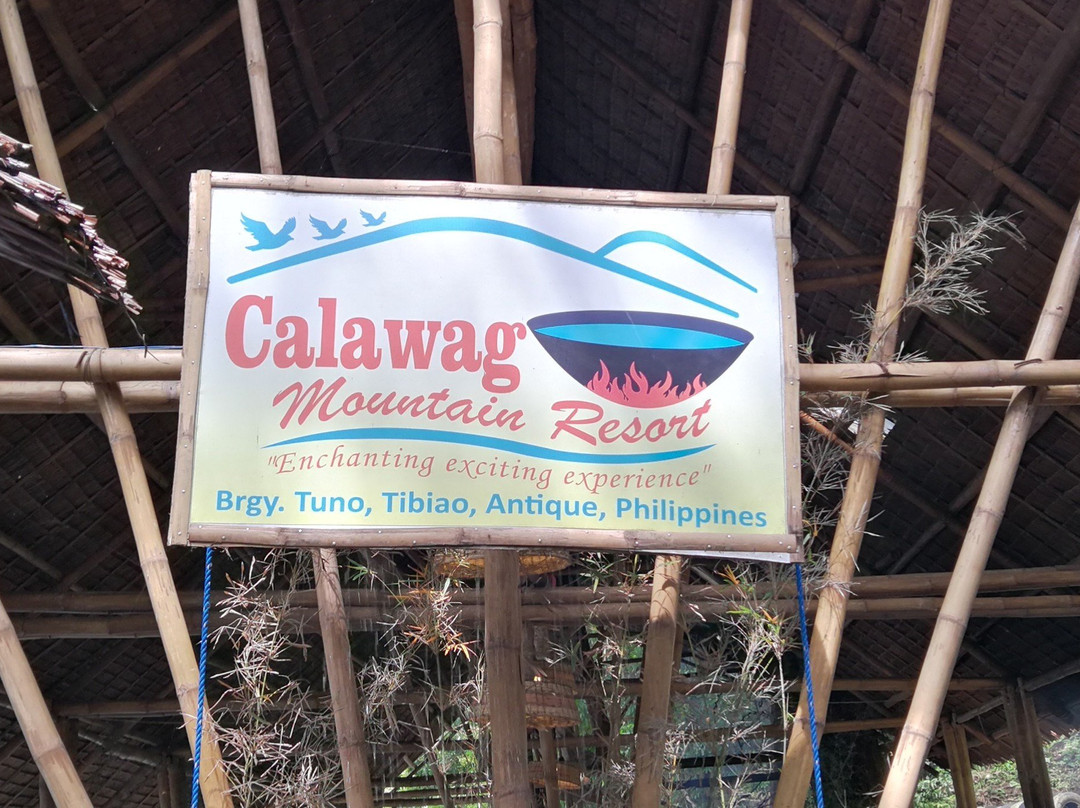 Calawag
Mountain Resort
"Enchanting exciting experience"
Brgy. Tuno, Tibiao, Antique, Philippines